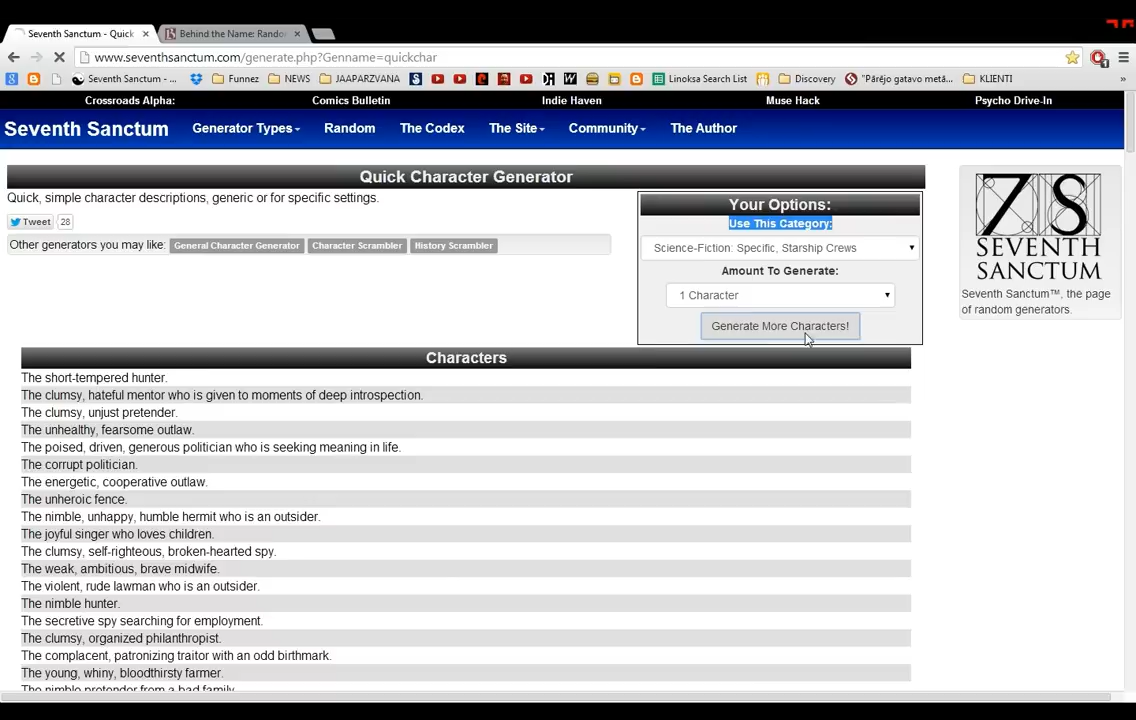 Seventh Sanctum - Quick
Behind the Name: Rando
www.seventhsanctum.com/generate.php?Genname=quickchar
Seventh Sanctum - ... Funnez NEWS JAAPARZVANA Linoksa Search List Discovery "Pārējo gatavo metā... KLIENTI »
Crossroads Alpha: Comics Bulletin Indie Haven Muse Hack Psycho Drive-In
Seventh Sanctum Generator Types Random The Codex The Site Community The Author
Quick Character Generator
Quick, simple character descriptions, generic or for specific settings.
Tweet 28
Other generators you may like: General Character Generator Character Scrambler History Scrambler
Your Options:
Use This Category:
Science-Fiction: Specific, Starship Crews
Amount To Generate:
1 Character
Generate More Characters!
7S
SEVENTH
SANCTUM
Seventh Sanctum™, the page
of random generators.
Characters
The short-tempered hunter.
The clumsy, hateful mentor who is given to moments of deep introspection.
The clumsy, unjust pretender.
The unhealthy, fearsome outlaw.
The poised, driven, generous politician who is seeking meaning in life.
The corrupt politician.
The energetic, cooperative outlaw.
The unheroic fence.
The nimble, unhappy, humble hermit who is an outsider.
The joyful singer who loves children.
The clumsy, self-righteous, broken-hearted spy.
The weak, ambitious, brave midwife.
The violent, rude lawman who is an outsider.
The nimble hunter.
The secretive spy searching for employment.
The clumsy, organized philanthropist.
The complacent, patronizing traitor with an odd birthmark.
The young, whiny, bloodthirsty farmer.
The nimble pretender from a bad family.